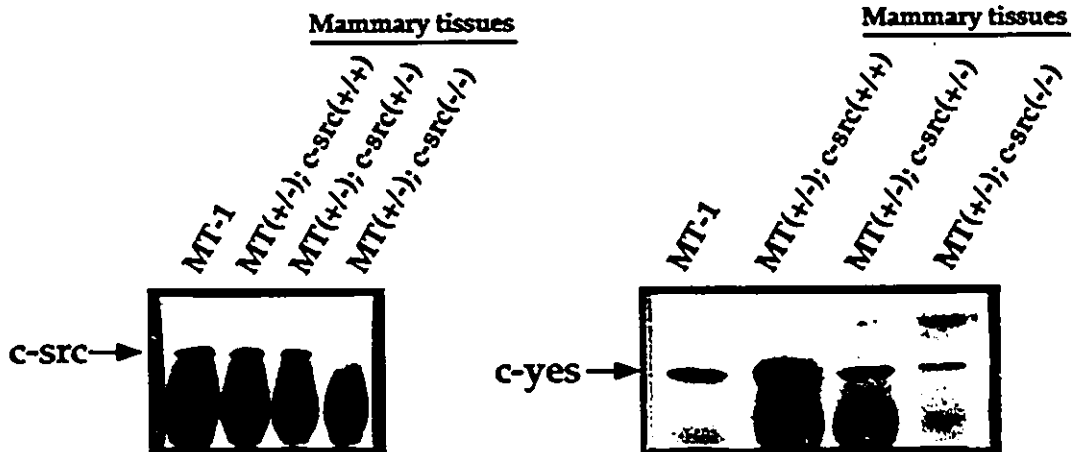 Mammary tissues
MT-1
MT(+/-); c-src(+/+)
MT(+/-); c-src(+/-)
MT(+/-); c-src(-/-)
c-src
Mammary tissues
MT-1
MT(+/-); c-src(+/+)
MT(+/-); c-src(+/-)
MT(+/-); c-src(-/-)
c-yes